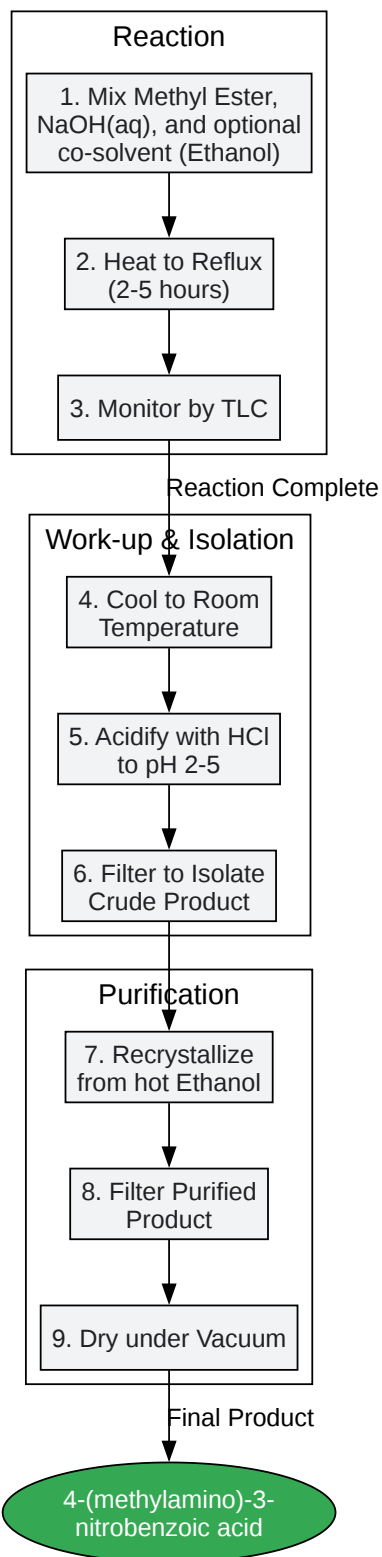 Reaction
1. Mix Methyl Ester,
NaOH(aq), and optional
co-solvent (Ethanol)
2. Heat to Reflux
(2-5 hours)
3. Monitor by TLC
Reaction Complete
Work-up & Isolation
4. Cool to Room
Temperature
5. Acidify with HCl
to pH 2-5
6. Filter to Isolate
Crude Product
Purification
7. Recrystallize
from hot Ethanol
8. Filter Purified
Product
9. Dry under Vacuum
Final Product
4-(methylamino)-3-
nitrobenzoic acid